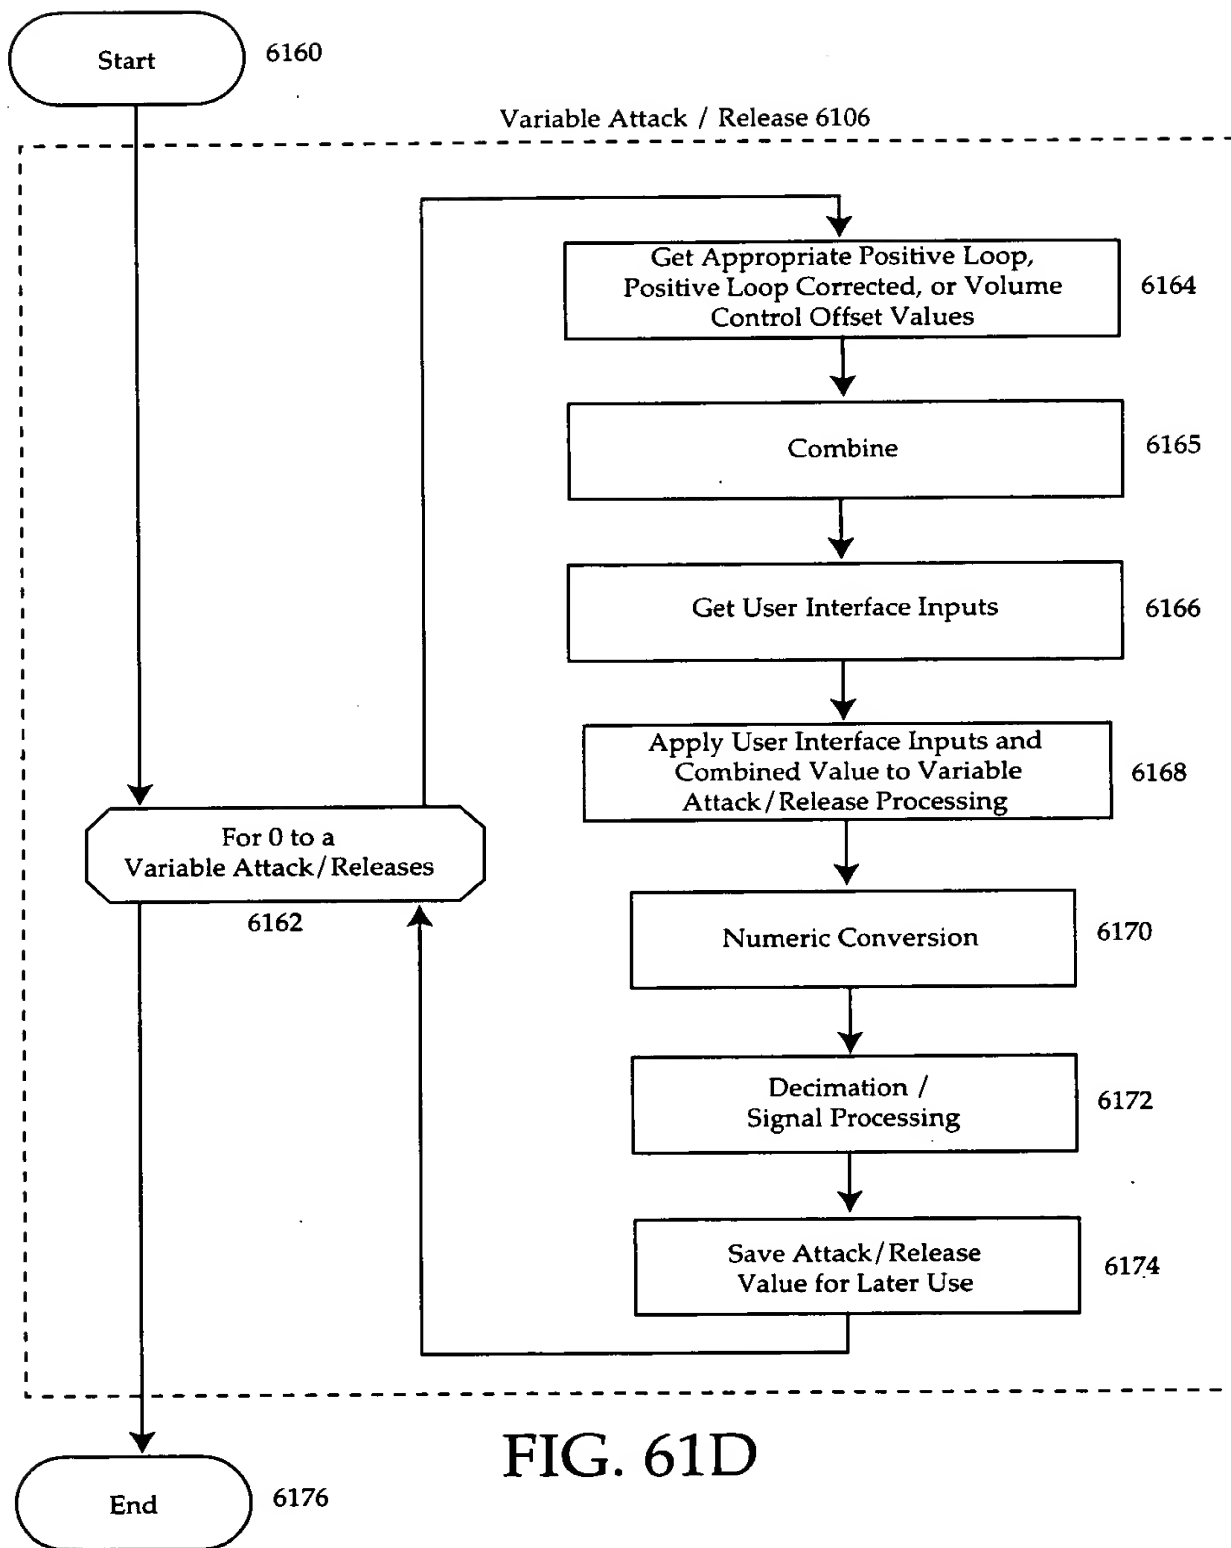 Start
6160
Variable Attack / Release 6106
Get Appropriate Positive Loop,
Positive Loop Corrected, or Volume
Control Offset Values
6164
Combine
6165
Get User Interface Inputs
6166
Apply User Interface Inputs and
Combined Value to Variable
Attack/Release Processing
6168
For 0 to a
Variable Attack/Releases
6162
Numeric Conversion
6170
Decimation /
Signal Processing
6172
Save Attack/Release
Value for Later Use
6174
FIG. 61D
End
6176